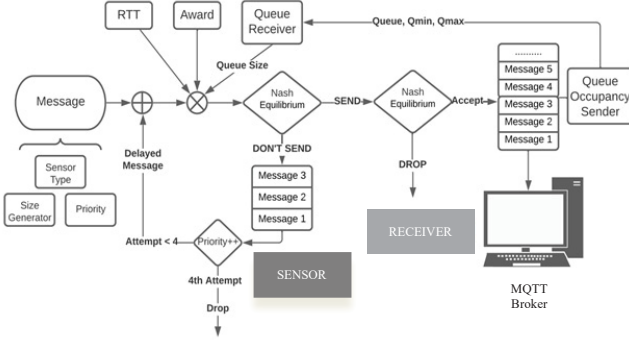 RTT
Award
Queue
Receiver
Queue, Qmin, Qmax
Queue Size
..........
Message 5
Message 4
Message 3
Message 2
Message 1
Queue
Occupancy
Sender
Message
Nash
Equilibrium
SEND
Nash
Equilibrium
Accept
Delayed
Message
DON'T SEND
DROP
Sensor
Type
Size
Generator
Priority
Message 3
Message 2
Message 1
Attempt < 4
Priority++
RECEIVER
SENSOR
4th Attempt
Drop
MQTT
Broker